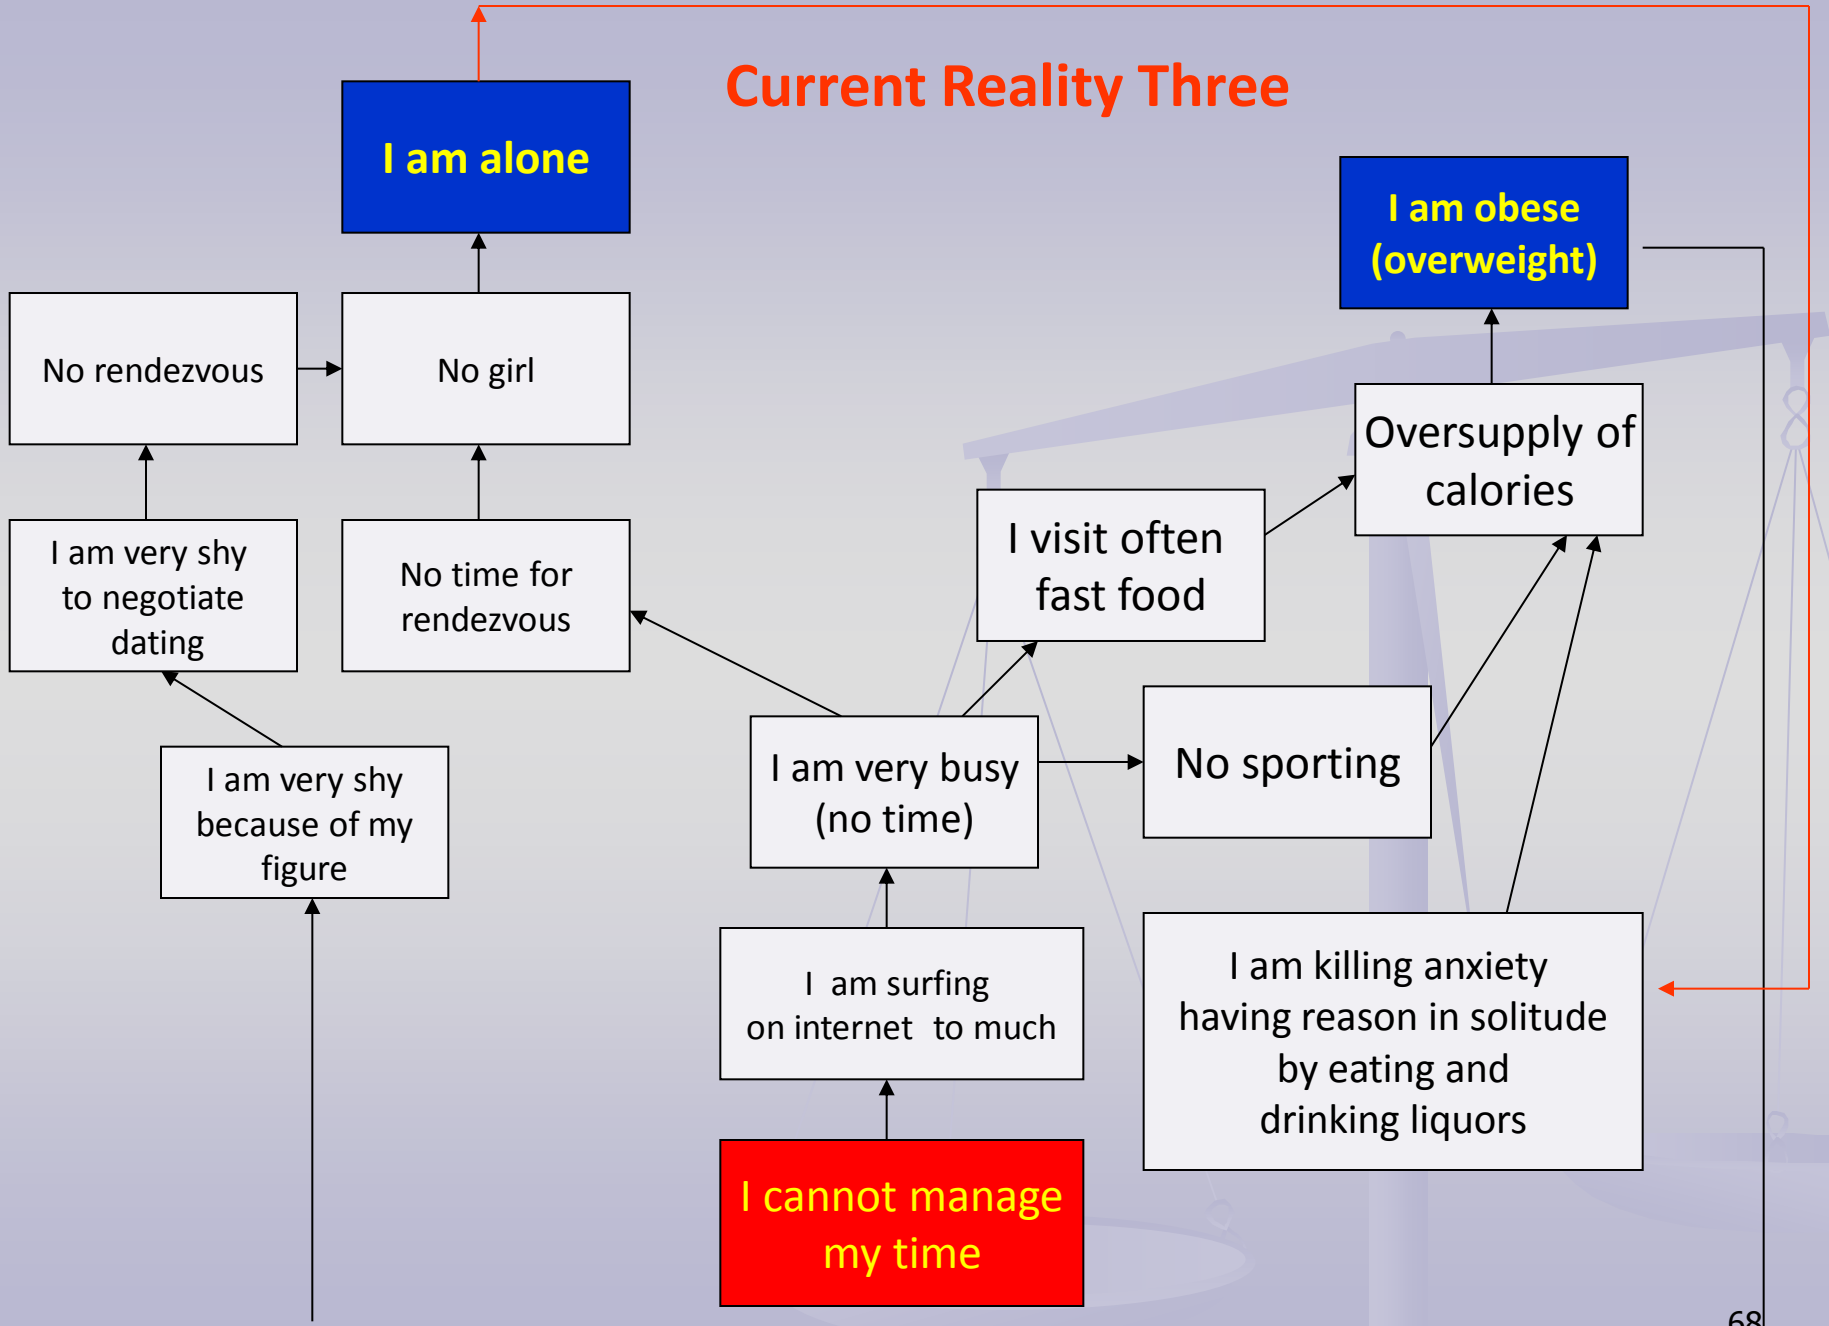 Current Reality Three
I am alone
I am obese
(overweight)
No rendezvous
No girl
Oversupply of
calories
I visit often
fast food
I am very shy
to negotiate
dating
No time for
rendezvous
I am very busy
(no time)
No sporting
I am very shy
because of my
figure
I am surfing
on internet to much
I am killing anxiety
having reason in solitude
by eating and
drinking liquors
I cannot manage
my time
68